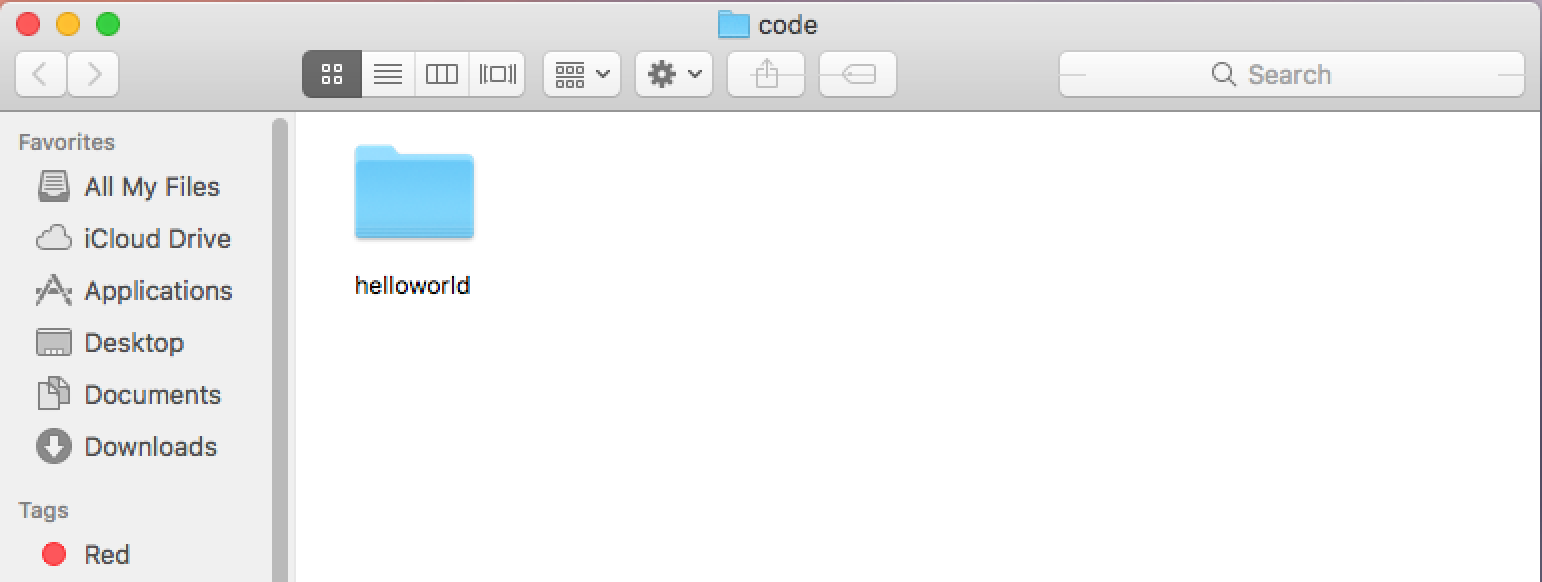 code
Search
Favorites
All My Files
iCloud Drive
Applications
Desktop
Documents
Downloads
Tags
Red
helloworld